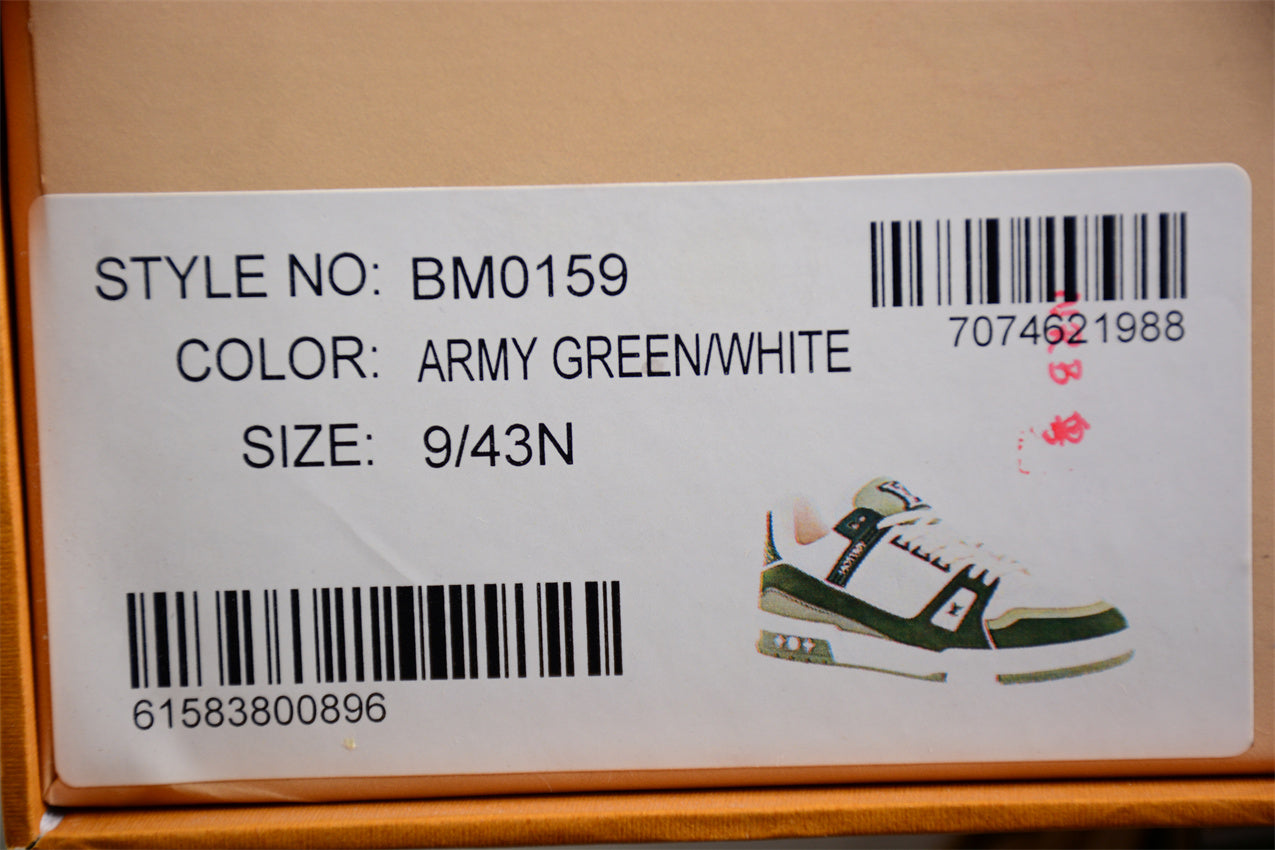 STYLE NO: BM0159
7074621988
COLOR: ARMY GREEN/WHITE
SIZE: 9/43N
61583800896